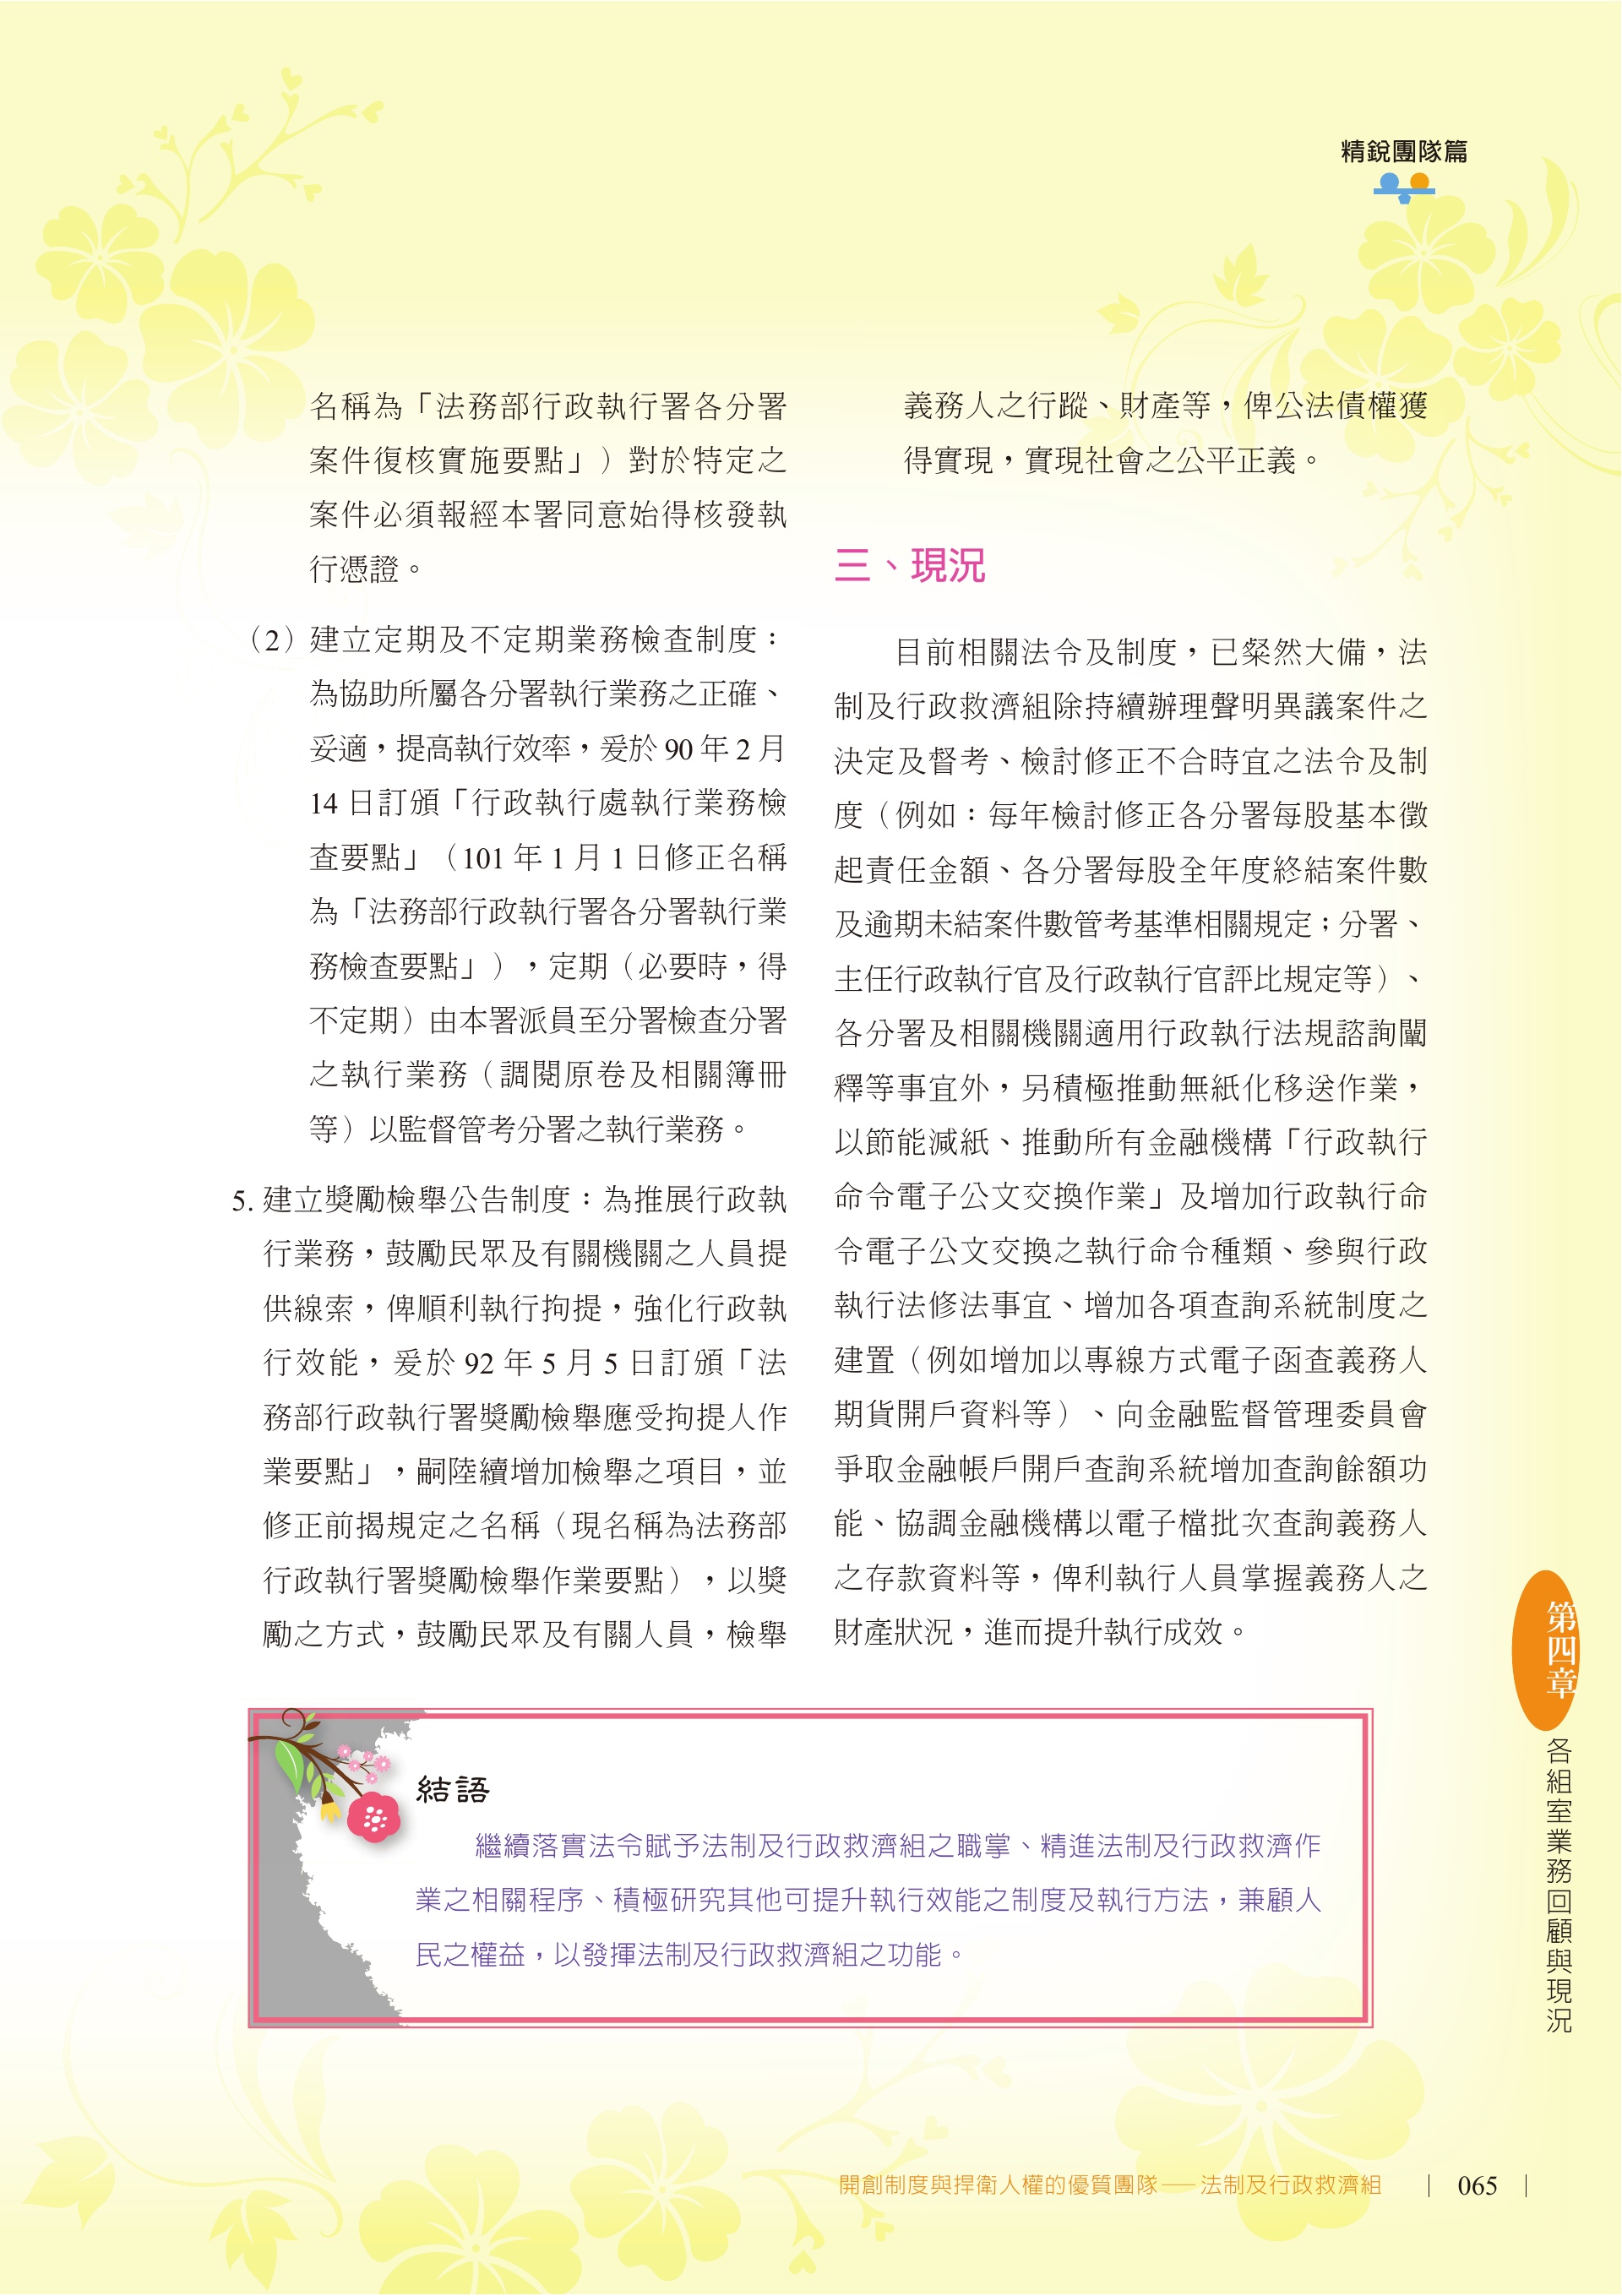 精銳團隊篇
名稱為「法務部行政執行署各分署
案件復核實施要點」）對於特定之
案件必須報經本署同意始得核發執
行憑證。
（2）建立定期及不定期業務檢查制度：
為協助所屬各分署執行業務之正確、
妥適，提高執行效率，爰於 90 年 2 月
14 日訂頒「行政執行處執行業務檢
查要點」（101 年 1 月 1 日修正名稱
為「法務部行政執行署各分署執行業
務檢查要點」），定期（必要時，得
不定期）由本署派員至分署檢查分署
之執行業務（調閱原卷及相關簿冊
等）以監督管考分署之執行業務。
5. 建立獎勵檢舉公告制度：為推展行政執
行業務，鼓勵民眾及有關機關之人員提
供線索，俾順利執行拘提，強化行政執
行效能，爰於 92 年 5 月 5 日訂頒「法
務部行政執行署獎勵檢舉應受拘提人作
業要點」，嗣陸續增加檢舉之項目，並
修正前揭規定之名稱（現名稱為法務部
行政執行署獎勵檢舉作業要點），以獎
勵之方式，鼓勵民眾及有關人員，檢舉
義務人之行蹤、財產等，俾公法債權獲
得實現，實現社會之公平正義。
三、現況
目前相關法令及制度，已粲然大備，法
制及行政救濟組除持續辦理聲明異議案件之
決定及督考、檢討修正不合時宜之法令及制
度（例如：每年檢討修正各分署每股基本徵
起責任金額、各分署每股全年度終結案件數
及逾期未結案件數管考基準相關規定；分署、
主任行政執行官及行政執行官評比規定等）、
各分署及相關機關適用行政執行法規諮詢闡
釋等事宜外，另積極推動無紙化移送作業，
以節能減紙、推動所有金融機構「行政執行
命令電子公文交換作業」及增加行政執行命
令電子公文交換之執行命令種類、參與行政
執行法修法事宜、增加各項查詢系統制度之
建置（例如增加以專線方式電子函查義務人
期貨開戶資料等）、向金融監督管理委員會
爭取金融帳戶開戶查詢系統增加查詢餘額功
能、協調金融機構以電子檔批次查詢義務人
之存款資料等，俾利執行人員掌握義務人之
財產狀況，進而提升執行成效。
結語
繼續落實法令賦予法制及行政救濟組之職掌、精進法制及行政救濟作
業之相關程序、積極研究其他可提升執行效能之制度及執行方法，兼顧人
民之權益，以發揮法制及行政救濟組之功能。
第四章
各組室業務回顧與現況
開創制度與捍衛人權的優質團隊——法制及行政救濟組 | 065 |